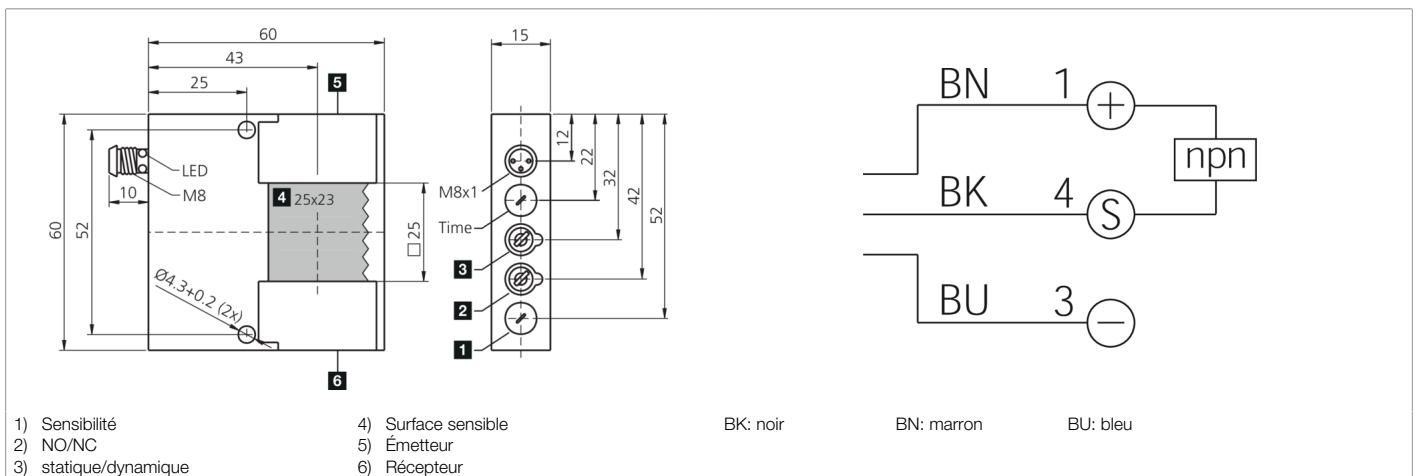 60
43
25
5
LED
M8
10
4 25x23
60
52
□ 25
Ø4.3+0.2 (2x)
6
15
12
22
32
42
52
M8x1
Time
3
2
1
BN 1 +
npn
BK 4 S
BU 3 −
1) Sensibilité
2) NO/NC
3) statique/dynamique
4) Surface sensible
5) Émetteur
6) Récepteur
BK: noir
BN: marron
BU: bleu